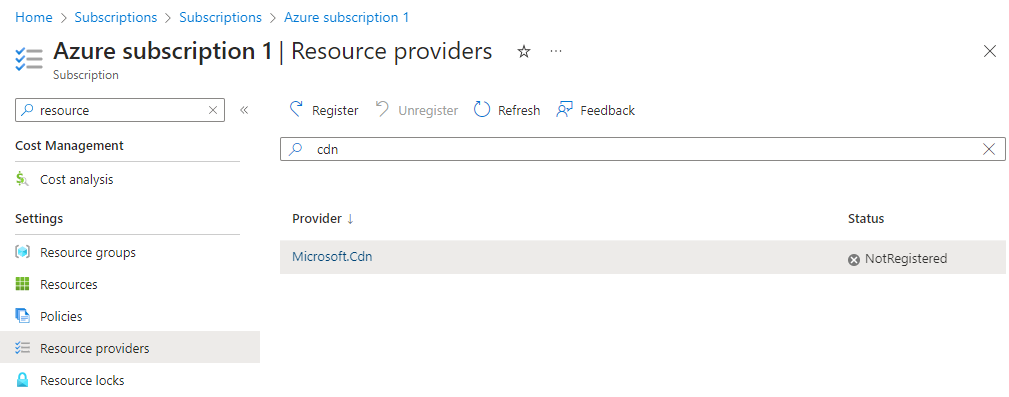 Home > Subscriptions > Subscriptions > Azure subscription 1
Azure subscription 1 | Resource providers ☆ ···
Subscription
resource
Register Unregister Refresh Feedback
cdn
Cost Management
Cost analysis
Settings
Provider ↓ Status
Resource groups
Microsoft.Cdn NotRegistered
Resources
Policies
Resource providers
Resource locks